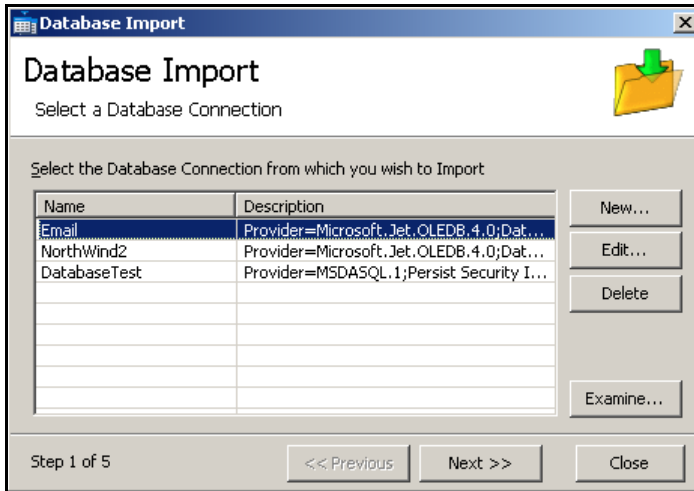 Database Import
Database Import
Select a Database Connection
Select the Database Connection from which you wish to Import
Name Description
Email Provider=Microsoft.Jet.OLEDB.4.0;Dat...
NorthWind2 Provider=Microsoft.Jet.OLEDB.4.0;Dat...
DatabaseTest Provider=MSDASQL.1;Persist Security I...
New...
Edit...
Delete
Examine...
Step 1 of 5 << Previous Next >> Close